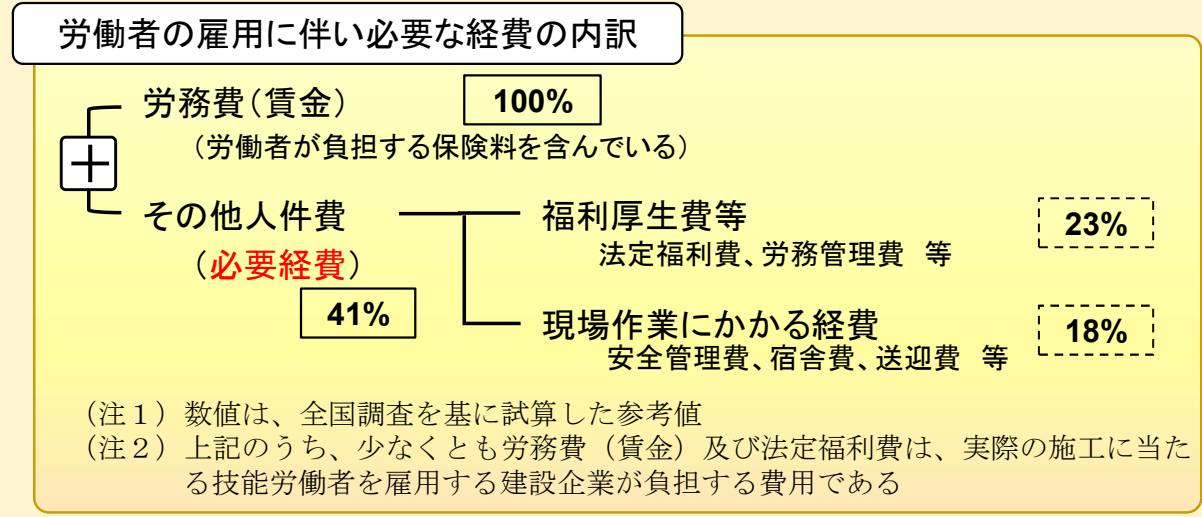 労働者の雇用に伴い必要な経費の内訳
労務費（賃金） 100%
（労働者が負担する保険料を含んでいる）
＋
その他人件費
（必要経費）
41%
福利厚生費等 23%
法定福利費、労務管理費　等
現場作業にかかる経費 18%
安全管理費、宿舎費、送迎費　等
（注１）数値は、全国調査を基に試算した参考値
（注２）上記のうち、少なくとも労務費（賃金）及び法定福利費は、実際の施工に当た
る技能労働者を雇用する建設企業が負担する費用である